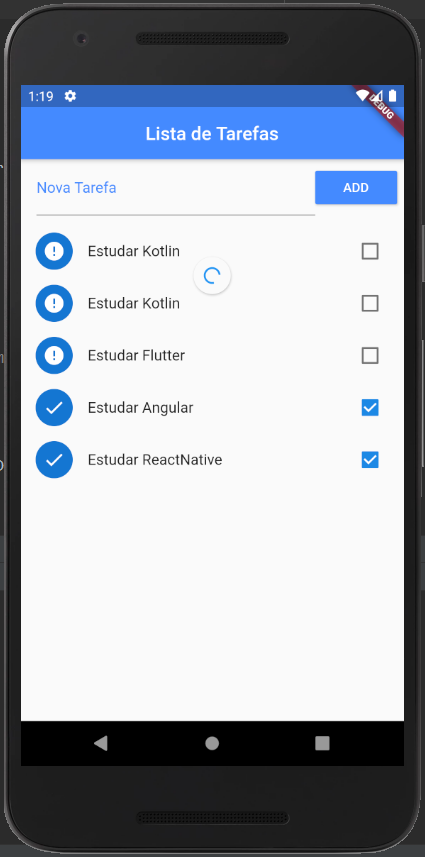 1:19
DEBUG
Lista de Tarefas
Nova Tarefa
ADD
Estudar Kotlin
Estudar Kotlin
Estudar Flutter
Estudar Angular
Estudar ReactNative